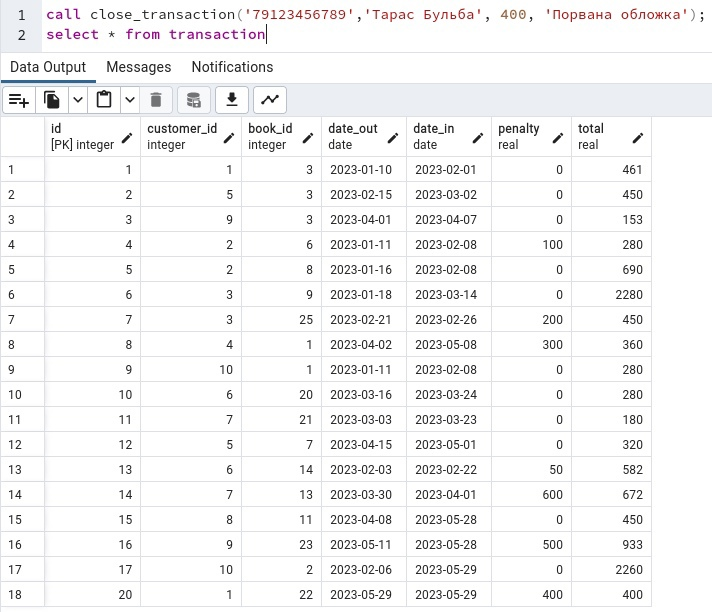 1 call close_transaction('79123456789','Тарас Бульба', 400, 'Порвана обложка');
2 select * from transaction
Data Output Messages Notifications
id customer_id book_id date_out date_in penalty total
[PK] integer integer integer date date real real
1 1 1 3 2023-01-10 2023-02-01 0 461
2 2 5 3 2023-02-15 2023-03-02 0 450
3 3 9 3 2023-04-01 2023-04-07 0 153
4 4 2 6 2023-01-11 2023-02-08 100 280
5 5 2 8 2023-01-16 2023-02-08 0 690
6 6 3 9 2023-01-18 2023-03-14 0 2280
7 7 3 25 2023-02-21 2023-02-26 200 450
8 8 4 1 2023-04-02 2023-05-08 300 360
9 9 10 1 2023-01-11 2023-02-08 0 280
10 10 6 20 2023-03-16 2023-03-24 0 280
11 11 7 21 2023-03-03 2023-03-23 0 180
12 12 5 7 2023-04-15 2023-05-01 0 320
13 13 6 14 2023-02-03 2023-02-22 50 582
14 14 7 13 2023-03-30 2023-04-01 600 672
15 15 8 11 2023-04-08 2023-05-28 0 450
16 16 9 23 2023-05-11 2023-05-28 500 933
17 17 10 2 2023-02-06 2023-05-29 0 2260
18 20 1 22 2023-05-29 2023-05-29 400 400